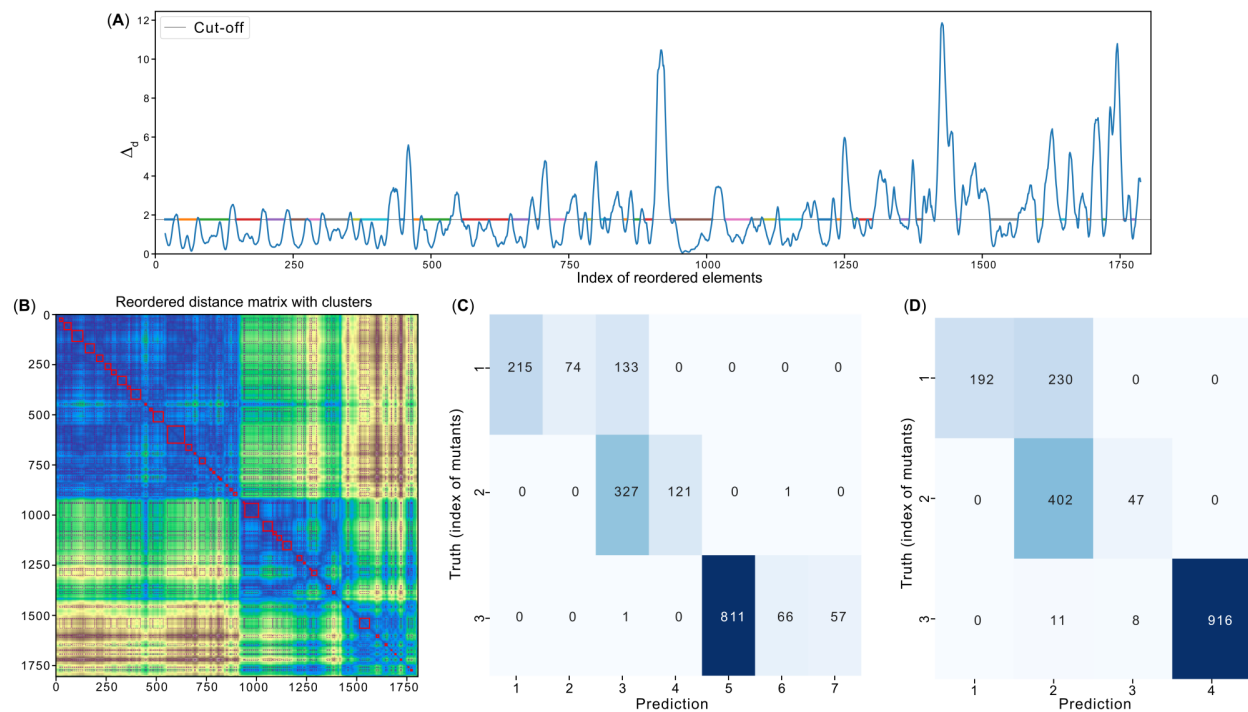 (A)
Cut-off
Δd
12
10
8
6
4
2
0
0 250 500 750 1000 1250 1500 1750
Index of reordered elements
(B)
Reordered distance matrix with clusters
0
250
500
750
1000
1250
1500
1750
0 250 500 750 1000 1250 1500 1750
(C)
Truth (index of mutants)
1 215 74 133 0 0 0 0
2 0 0 327 121 0 1 0
3 0 0 1 0 811 66 57
1 2 3 4 5 6 7
Prediction
(D)
Truth (index of mutants)
1 192 230 0 0
2 0 402 47 0
3 0 11 8 916
1 2 3 4
Prediction